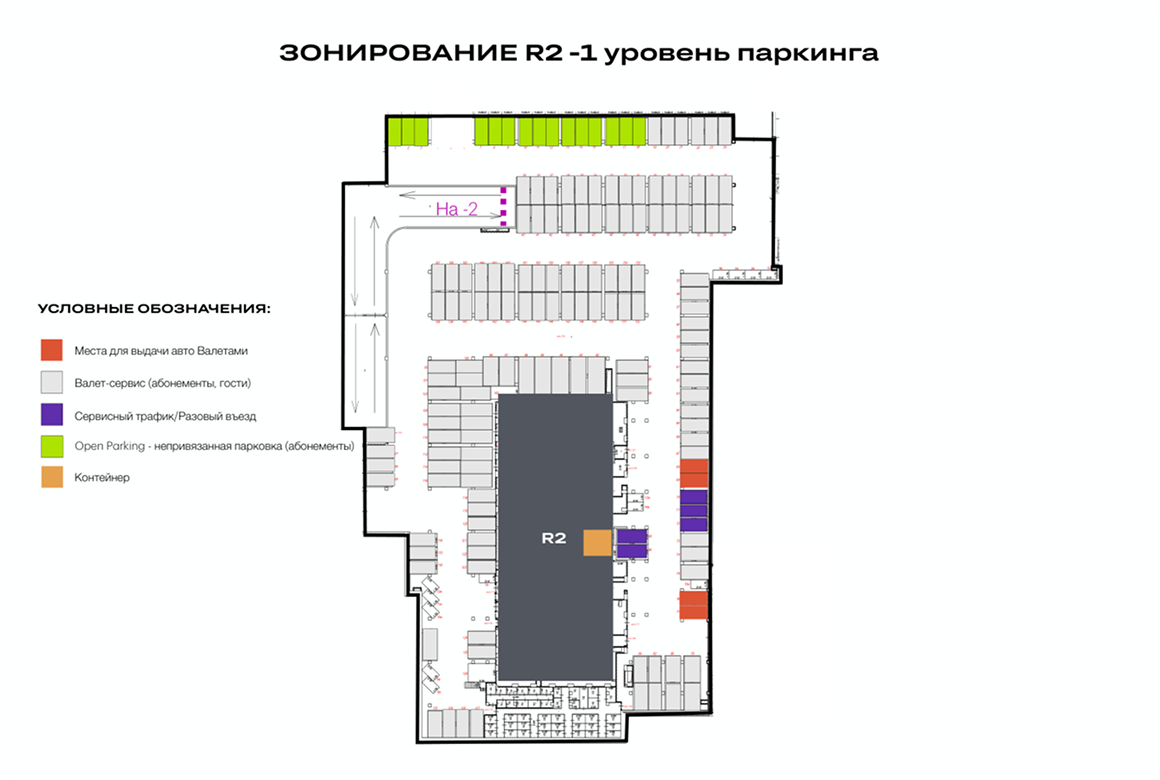 ЗОНИРОВАНИЕ R2 -1 уровень паркинга
На -2
УСЛОВНЫЕ ОБОЗНАЧЕНИЯ:
Места для выдачи авто Валетами
Валет-сервис (абонементы, гости)
Сервисный трафик/Разовый въезд
Open Parking - непривязанная парковка (абонементы)
Контейнер
R2